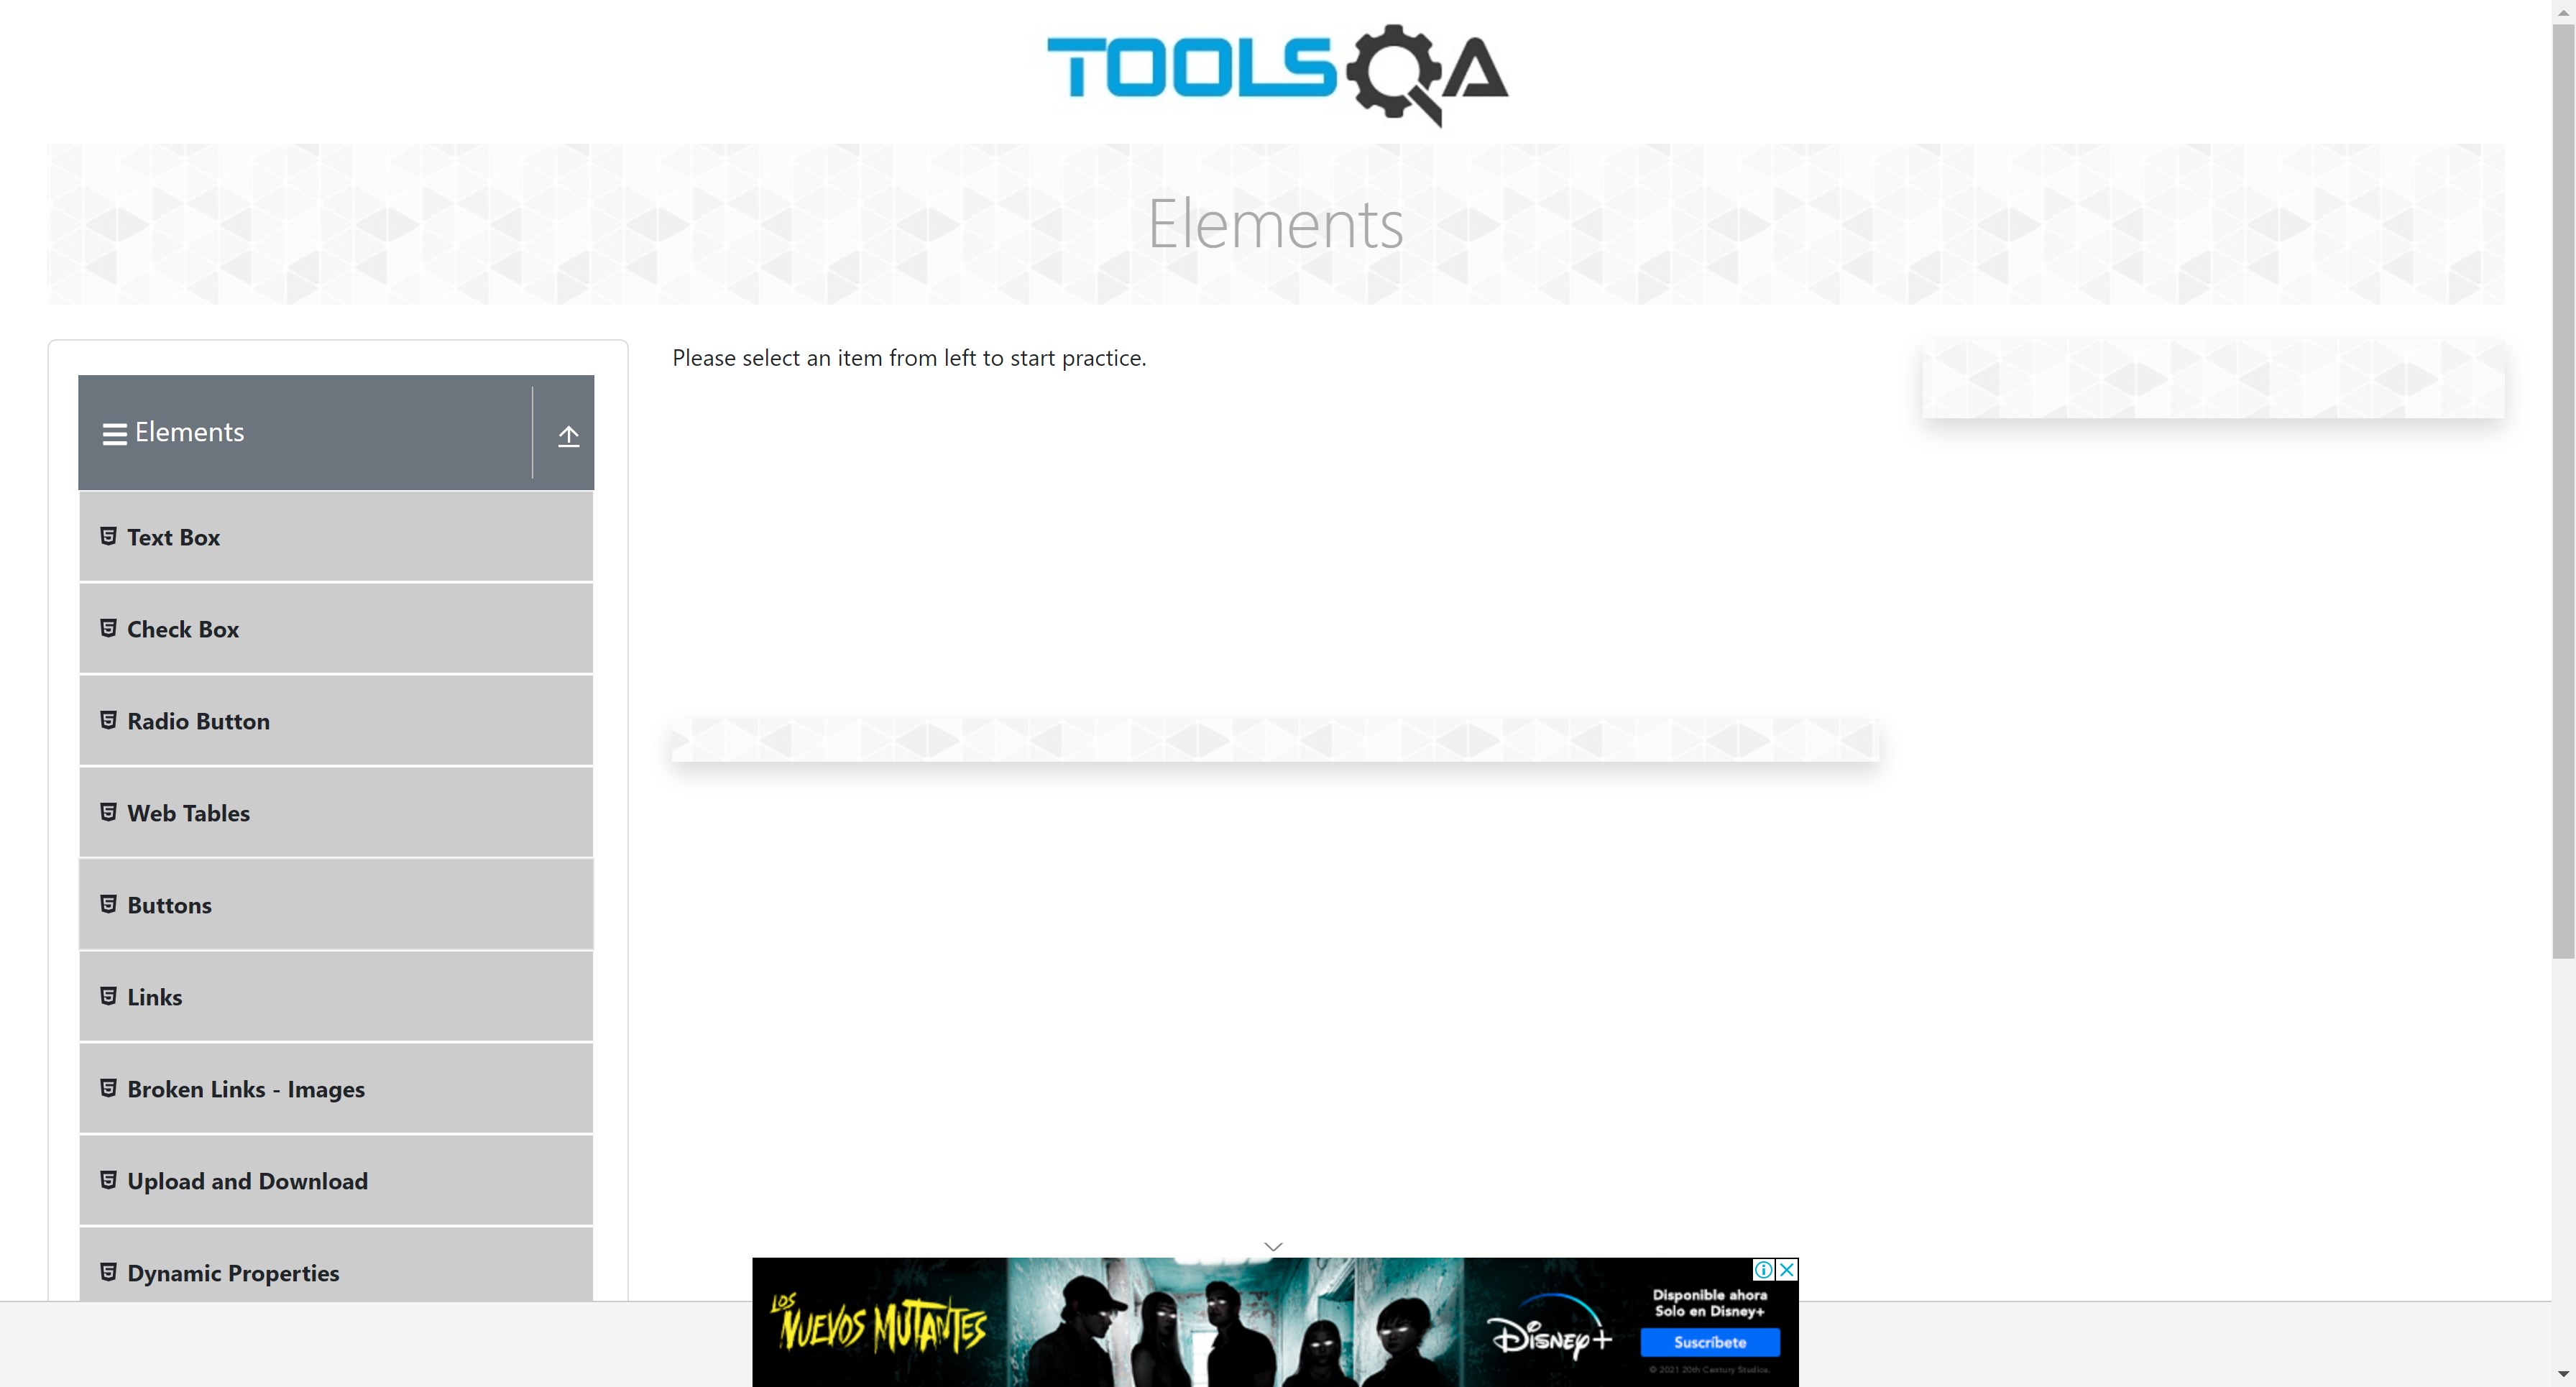 TOOLSQA
Elements
Please select an item from left to start practice.
Elements
Text Box
Check Box
Radio Button
Web Tables
Buttons
Links
Broken Links - Images
Upload and Download
Dynamic Properties
LOS
NUEVOS MUTANTES
Disney+
Disponible ahora
Solo en Disney+
Suscríbete
© 2021 20th Century Studios.